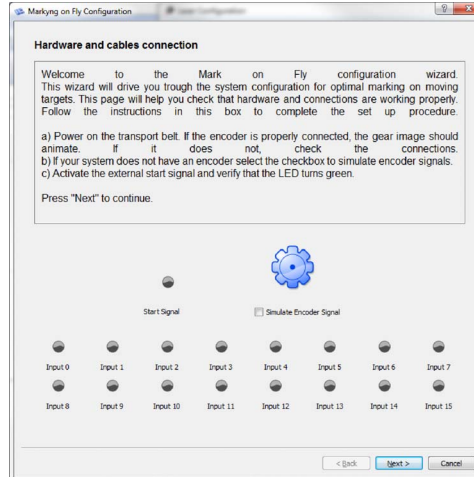 Markyng on Fly Configuration
Hardware and cables connection
Welcome to the Mark on Fly configuration wizard.
This wizard will drive you trough the system configuration for optimal marking on moving
targets. This page will help you check that hardware and connections are working properly.
Follow the instructions in this box to complete the set up procedure.
a) Power on the transport belt. If the encoder is properly connected, the gear image should
animate. If it does not, check the connections.
b) If your system does not have an encoder select the checkbox to simulate encoder signals.
c) Activate the external start signal and verify that the LED turns green.
Press "Next" to continue.
Start Signal
Simulate Encoder Signal
Input 0 Input 1 Input 2 Input 3 Input 4 Input 5 Input 6 Input 7
Input 8 Input 9 Input 10 Input 11 Input 12 Input 13 Input 14 Input 15
< Back Next > Cancel